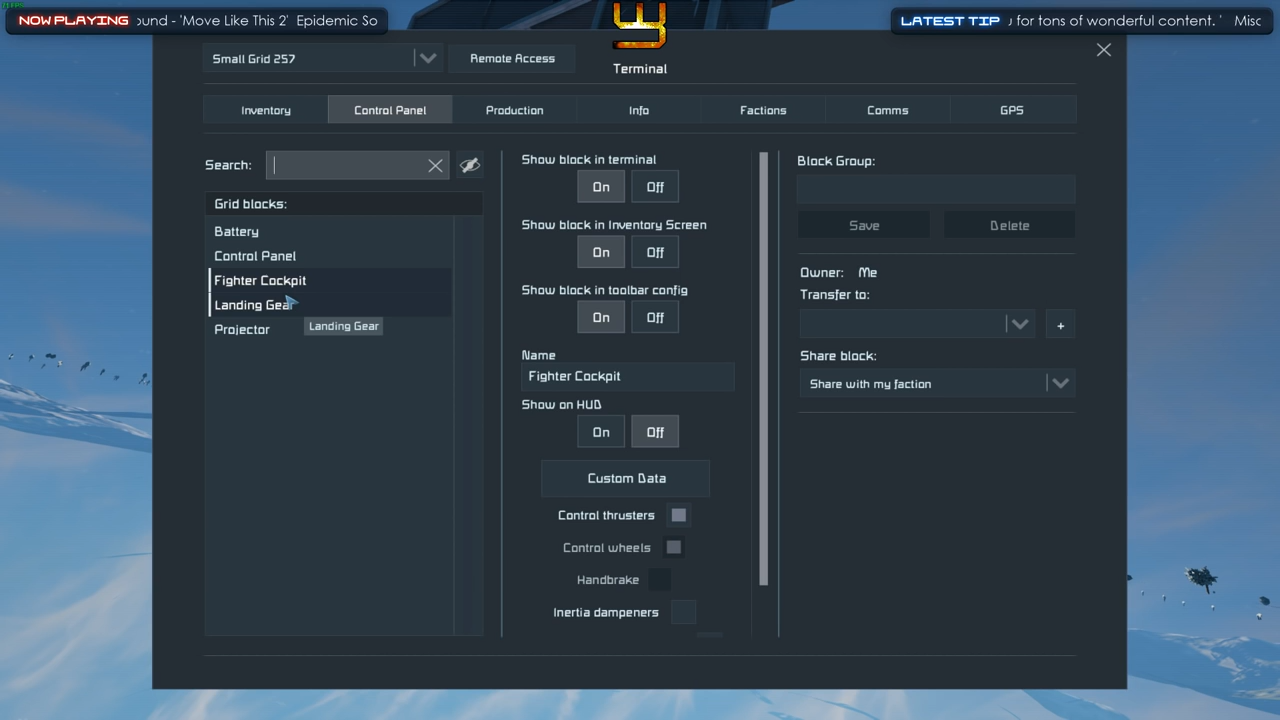 NOW PLAYING ound - 'Move Like This 2' Epidemic So
LATEST TIP u for tons of wonderful content. ' Misc
Small Grid 257
Remote Access
Terminal
Inventory
Control Panel
Production
Info
Factions
Comms
GPS
Search:
Grid blocks:
Battery
Control Panel
Fighter Cockpit
Landing Gear
Projector
Landing Gear
Show block in terminal
On
Off
Show block in Inventory Screen
On
Off
Show block in toolbar config
On
Off
Name
Fighter Cockpit
Show on HUD
On
Off
Custom Data
Control thrusters
Control wheels
Handbrake
Inertia dampeners
Block Group:
Save
Delete
Owner: Me
Transfer to:
+
Share block:
Share with my faction